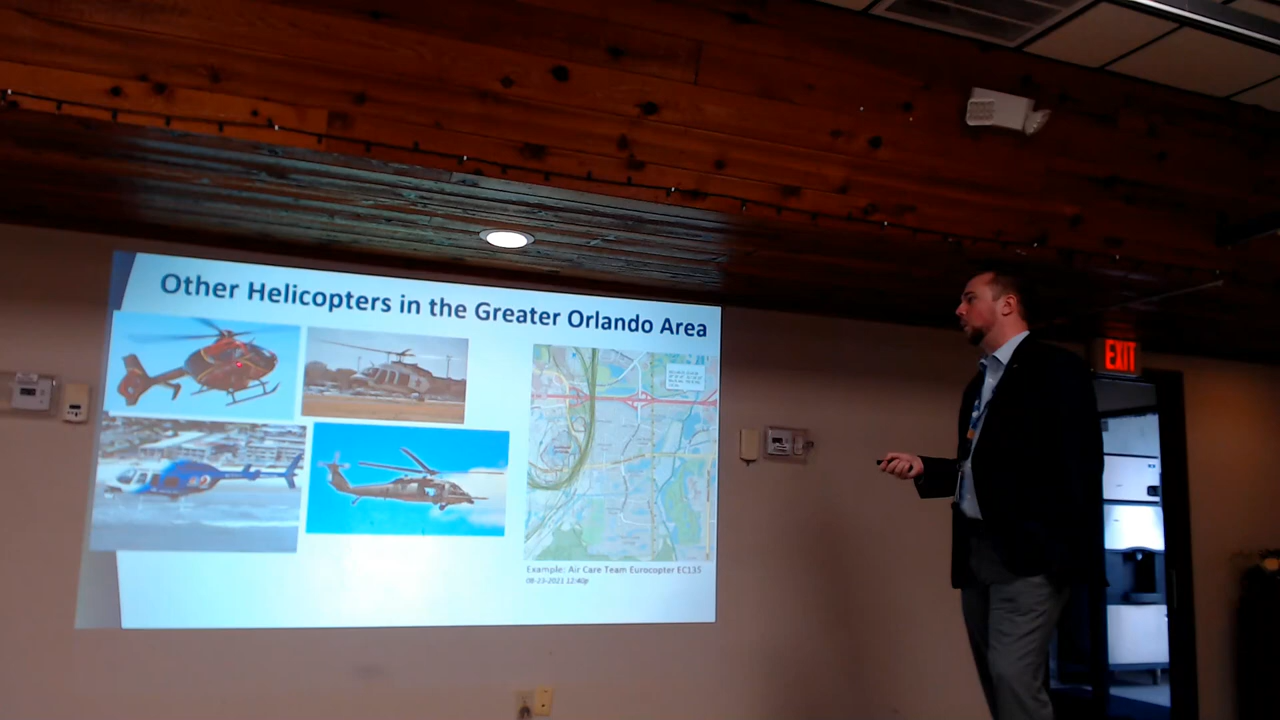 Other Helicopters in the Greater Orlando Area
Example: Air Care Team Eurocopter EC135
08-23-2021 12:40p
EXIT